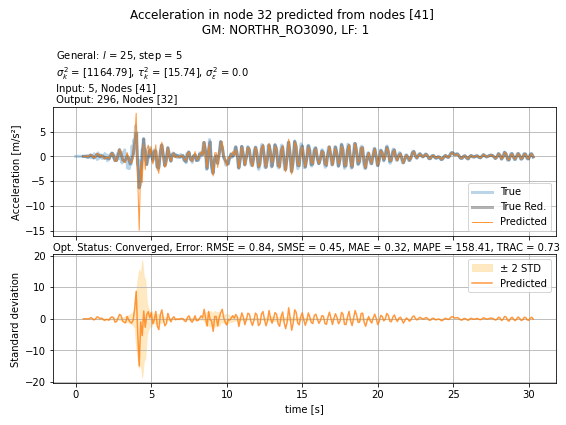 Acceleration in node 32 predicted from nodes [41]
GM: NORTHR_RO3090, LF: 1
General: l = 25, step = 5
σ²ₖ = [1164.79], τ²ₖ = [15.74], σ²ε = 0.0
Input: 5, Nodes [41]
Output: 296, Nodes [32]
Acceleration [m/s²]
5
0
−5
−10
−15
True
True Red.
Predicted
Opt. Status: Converged, Error: RMSE = 0.84, SMSE = 0.45, MAE = 0.32, MAPE = 158.41, TRAC = 0.73
Standard deviation
20
10
0
−10
−20
± 2 STD
Predicted
0 5 10 15 20 25 30
time [s]